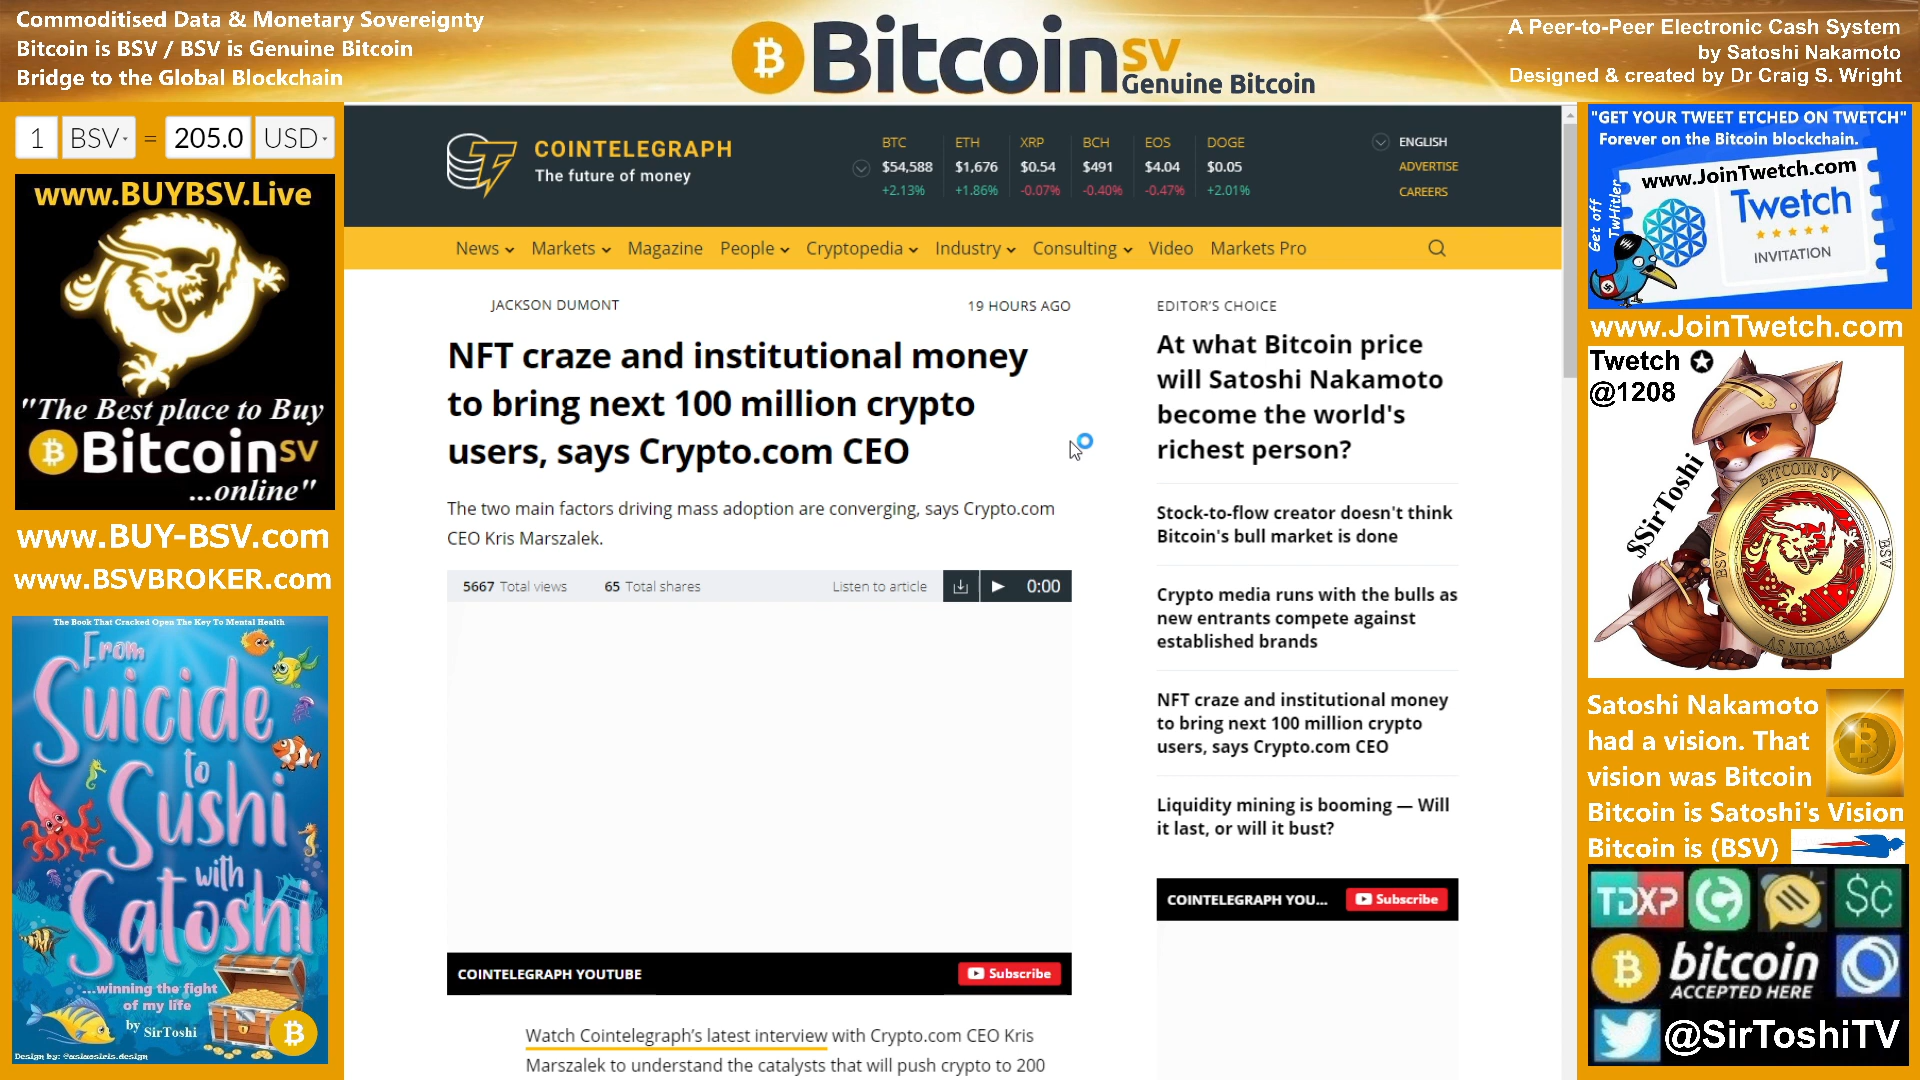 Commoditised Data & Monetary Sovereignty
Bitcoin is BSV / BSV is Genuine Bitcoin
Bridge to the Global Blockchain
BitcoinSV
Genuine Bitcoin
A Peer-to-Peer Electronic Cash System
by Satoshi Nakamoto
Designed & created by Dr Craig S. Wright
1 BSV = 205.0 USD
www.BUYBSV.Live
"The Best place to Buy
BitcoinSV
...online"
www.BUY-BSV.com
www.BSVBROKER.com
The Book That Cracked Open The Key To Mental Health
From
Suicide
to
Sushi
with
Satoshi
...winning the fight
of my life
by SirToshi
Design by: @asiaosiris.design
COINTELEGRAPH
The future of money
BTC ETH XRP BCH EOS DOGE
$54,588 $1,676 $0.54 $491 $4.04 $0.05
+2.13% +1.86% -0.07% -0.40% -0.47% +2.01%
ENGLISH
ADVERTISE
CAREERS
News Markets Magazine People Cryptopedia Industry Consulting Video Markets Pro
JACKSON DUMONT
19 HOURS AGO
NFT craze and institutional money
to bring next 100 million crypto
users, says Crypto.com CEO
The two main factors driving mass adoption are converging, says Crypto.com
CEO Kris Marszalek.
5667 Total views 65 Total shares Listen to article 0:00
COINTELEGRAPH YOUTUBE Subscribe
Watch Cointelegraph's latest interview with Crypto.com CEO Kris
Marszalek to understand the catalysts that will push crypto to 200
EDITOR'S CHOICE
At what Bitcoin price
will Satoshi Nakamoto
become the world's
richest person?
Stock-to-flow creator doesn't think
Bitcoin's bull market is done
Crypto media runs with the bulls as
new entrants compete against
established brands
NFT craze and institutional money
to bring next 100 million crypto
users, says Crypto.com CEO
Liquidity mining is booming — Will
it last, or will it bust?
COINTELEGRAPH YOU... Subscribe
"GET YOUR TWEET ETCHED ON TWETCH"
Forever on the Bitcoin blockchain.
www.JoinTwetch.com
Twetch
INVITATION
Get off
TwHitler
www.JoinTwetch.com
Twetch
@1208
$SirToshi
BITCOIN SV
BSV
BSV
BITCOIN SV
Satoshi Nakamoto
had a vision. That
vision was Bitcoin
Bitcoin is Satoshi's Vision
Bitcoin is (BSV)
TDXP
$¢
bitcoin
ACCEPTED HERE
@SirToshiTV